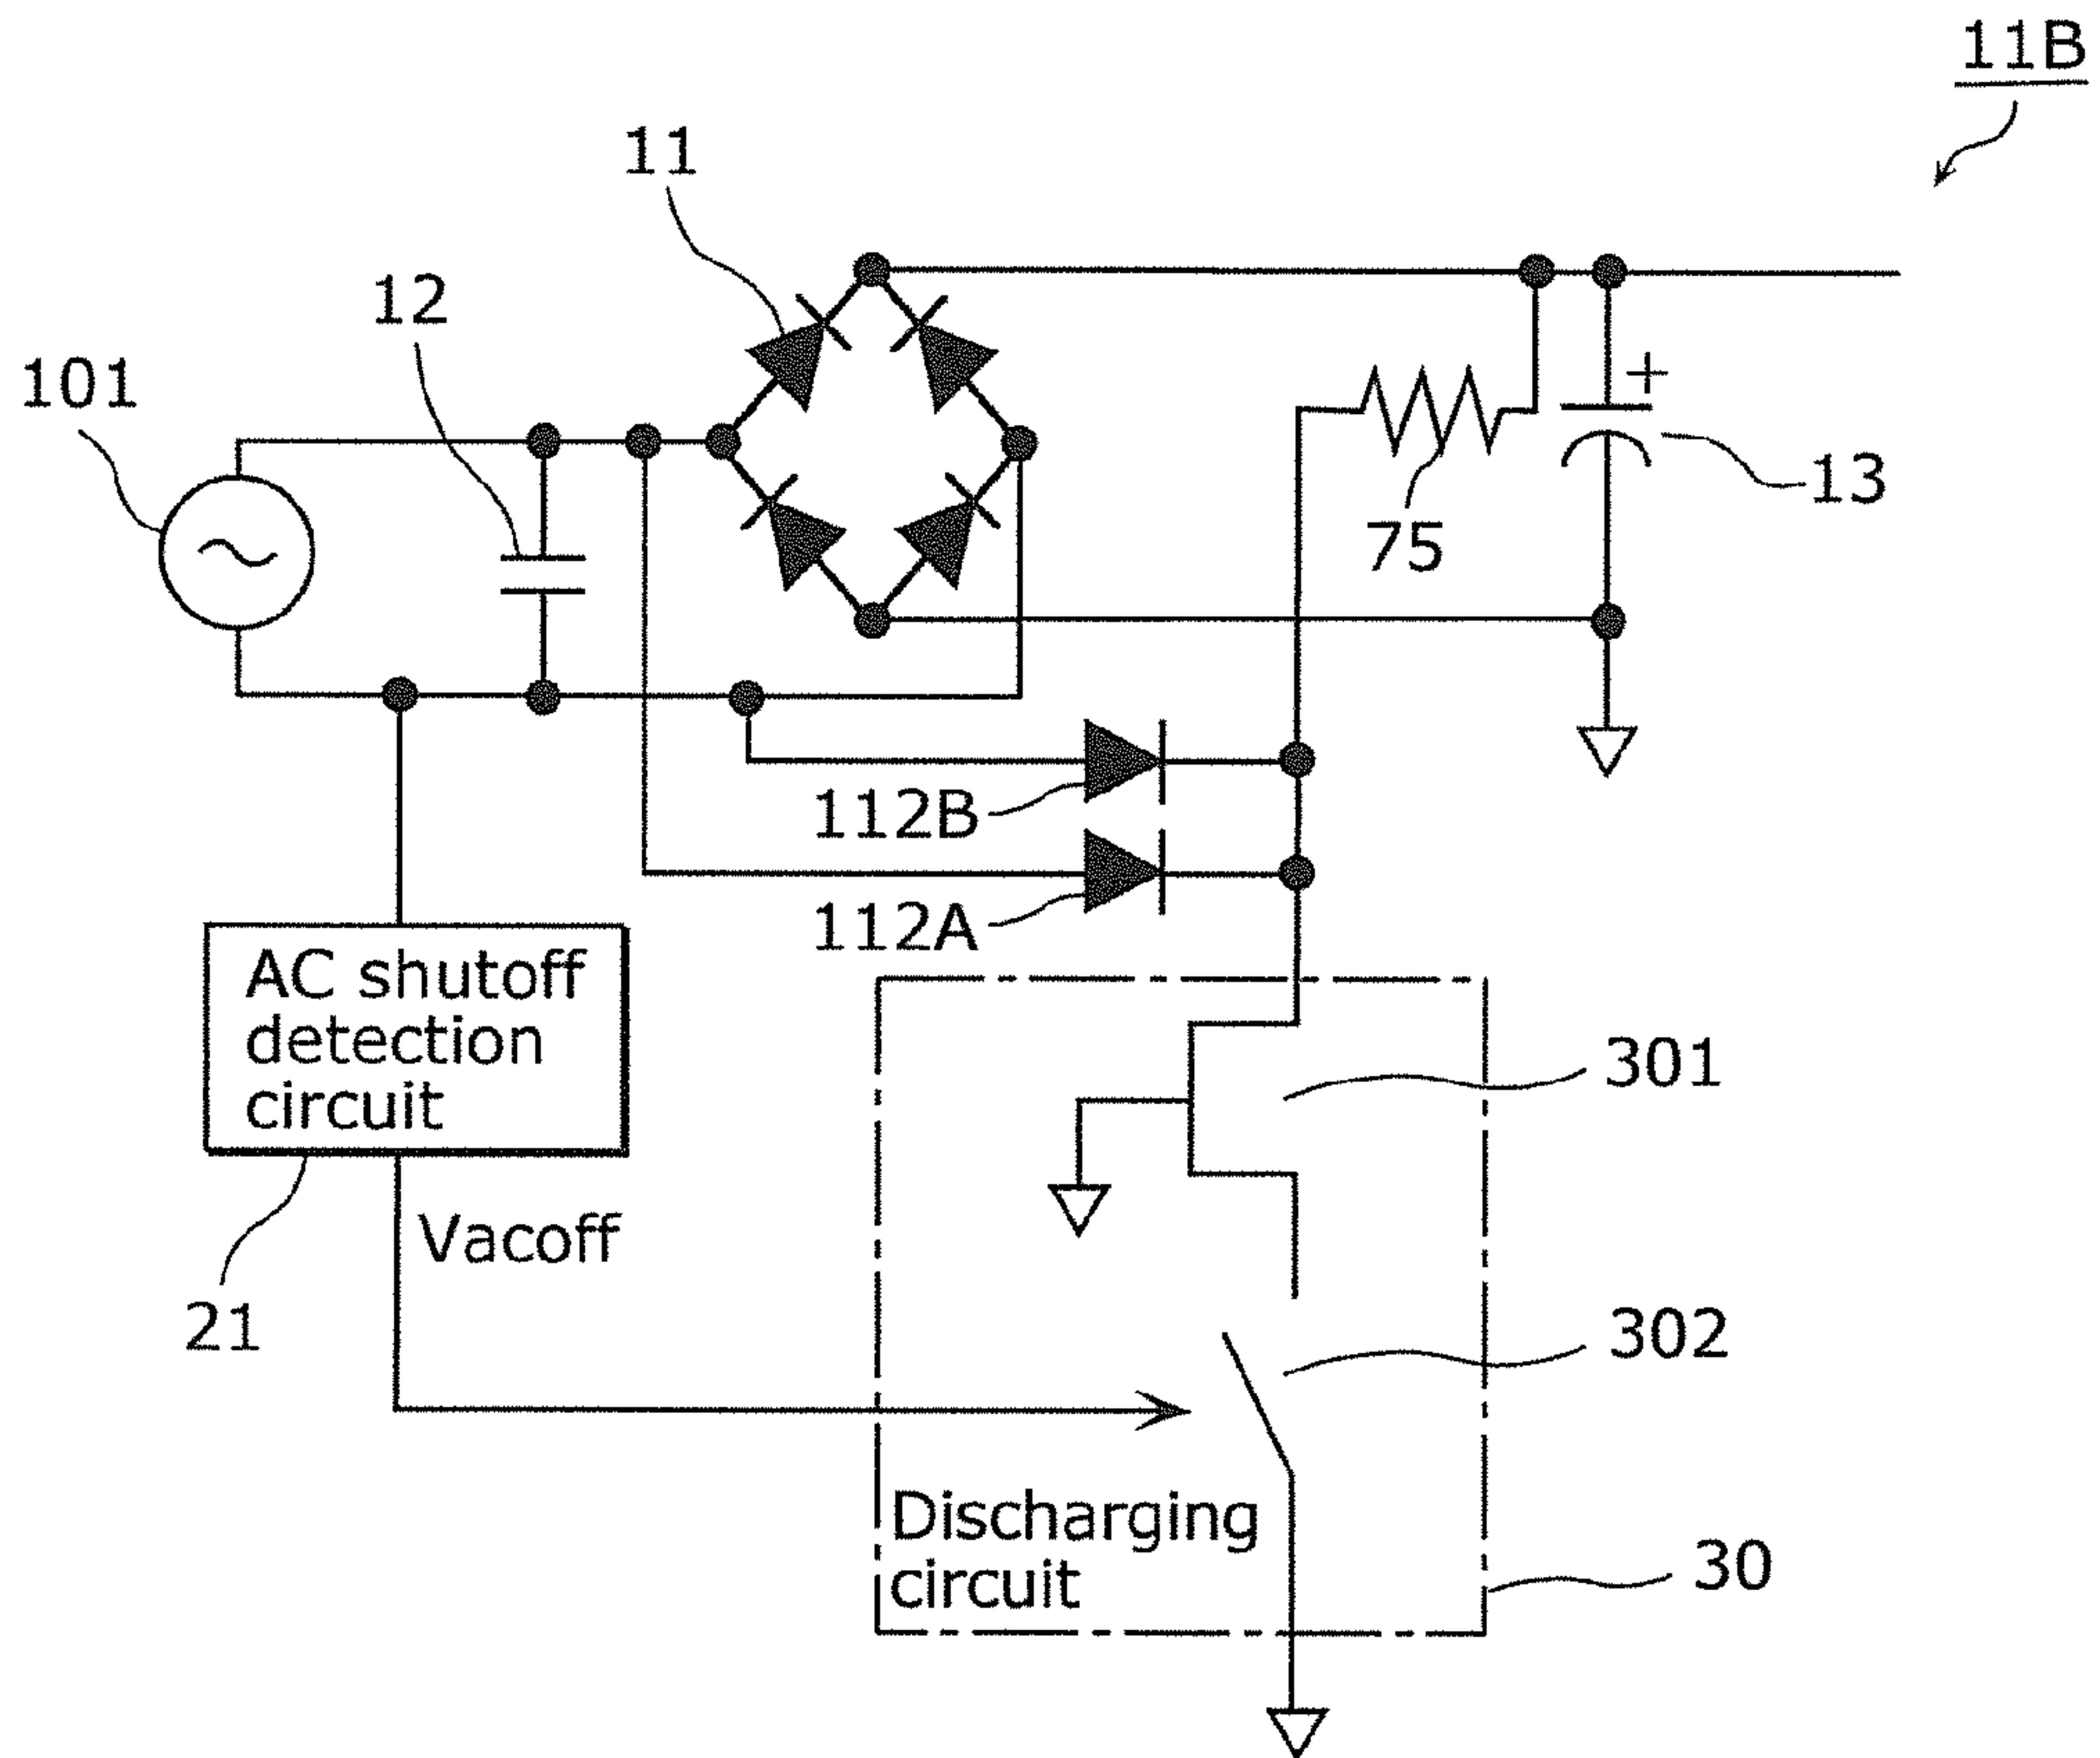 11B
11
12
101
13
75
112B
112A
AC shutoff
detection
circuit
301
Vacoff
21
302
Discharging
circuit
30